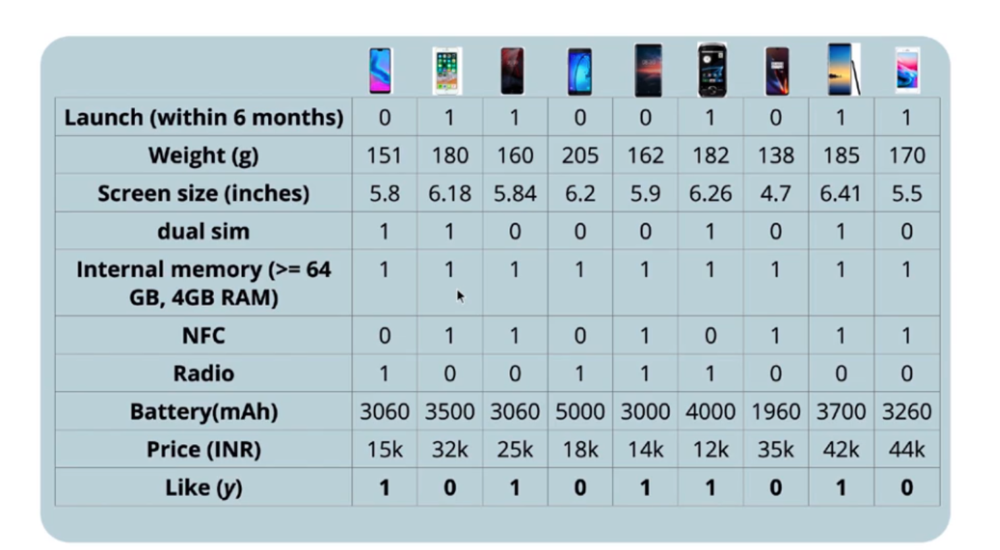 Launch (within 6 months) 0 1 1 0 0 1 0 1 1
Weight (g) 151 180 160 205 162 182 138 185 170
Screen size (inches) 5.8 6.18 5.84 6.2 5.9 6.26 4.7 6.41 5.5
dual sim 1 1 0 0 0 1 0 1 0
Internal memory (>= 64 1 1 1 1 1 1 1 1 1
GB, 4GB RAM)
NFC 0 1 1 0 1 0 1 1 1
Radio 1 0 0 1 1 1 0 0 0
Battery(mAh) 3060 3500 3060 5000 3000 4000 1960 3700 3260
Price (INR) 15k 32k 25k 18k 14k 12k 35k 42k 44k
Like (y) 1 0 1 0 1 1 0 1 0